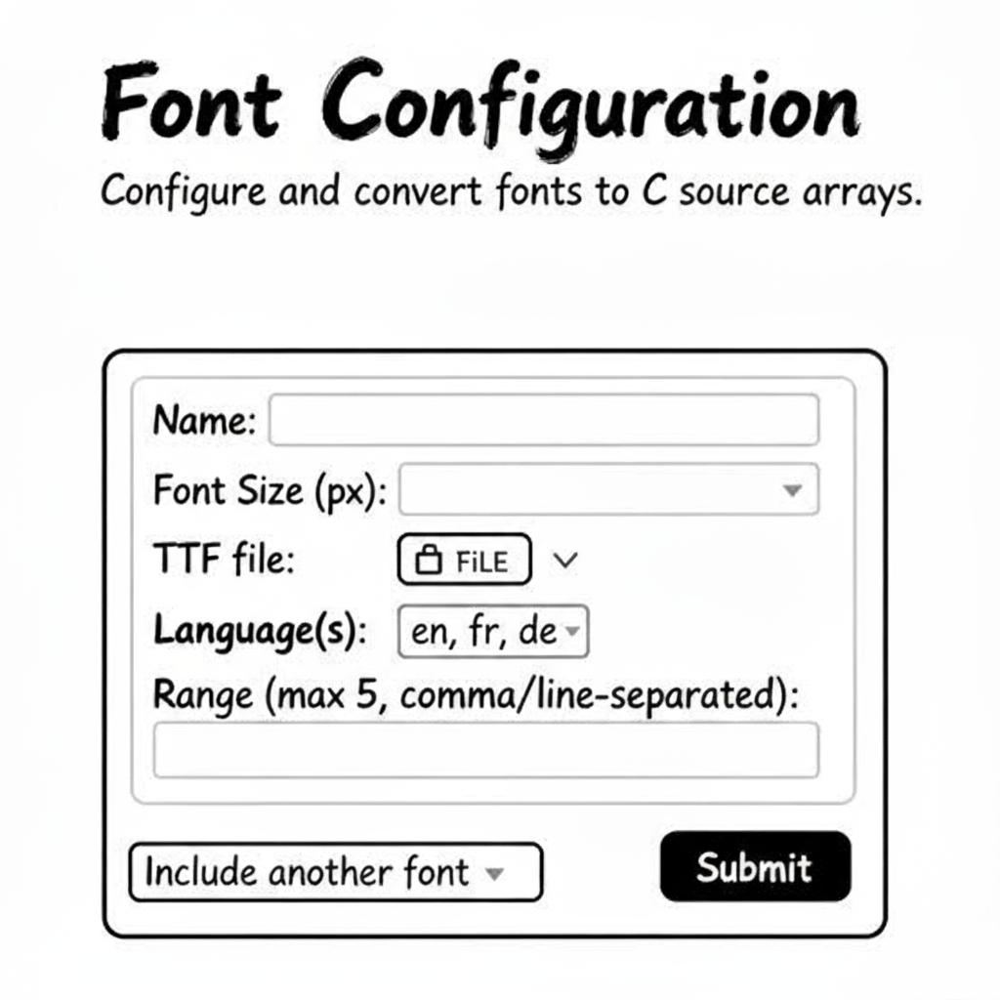 Font Configuration
Configure and convert fonts to C source arrays.
Name:
Font Size (px):
TTF file: FiLE
Language(s): en, fr, de
Range (max 5, comma/line-separated):
Include another font
Submit